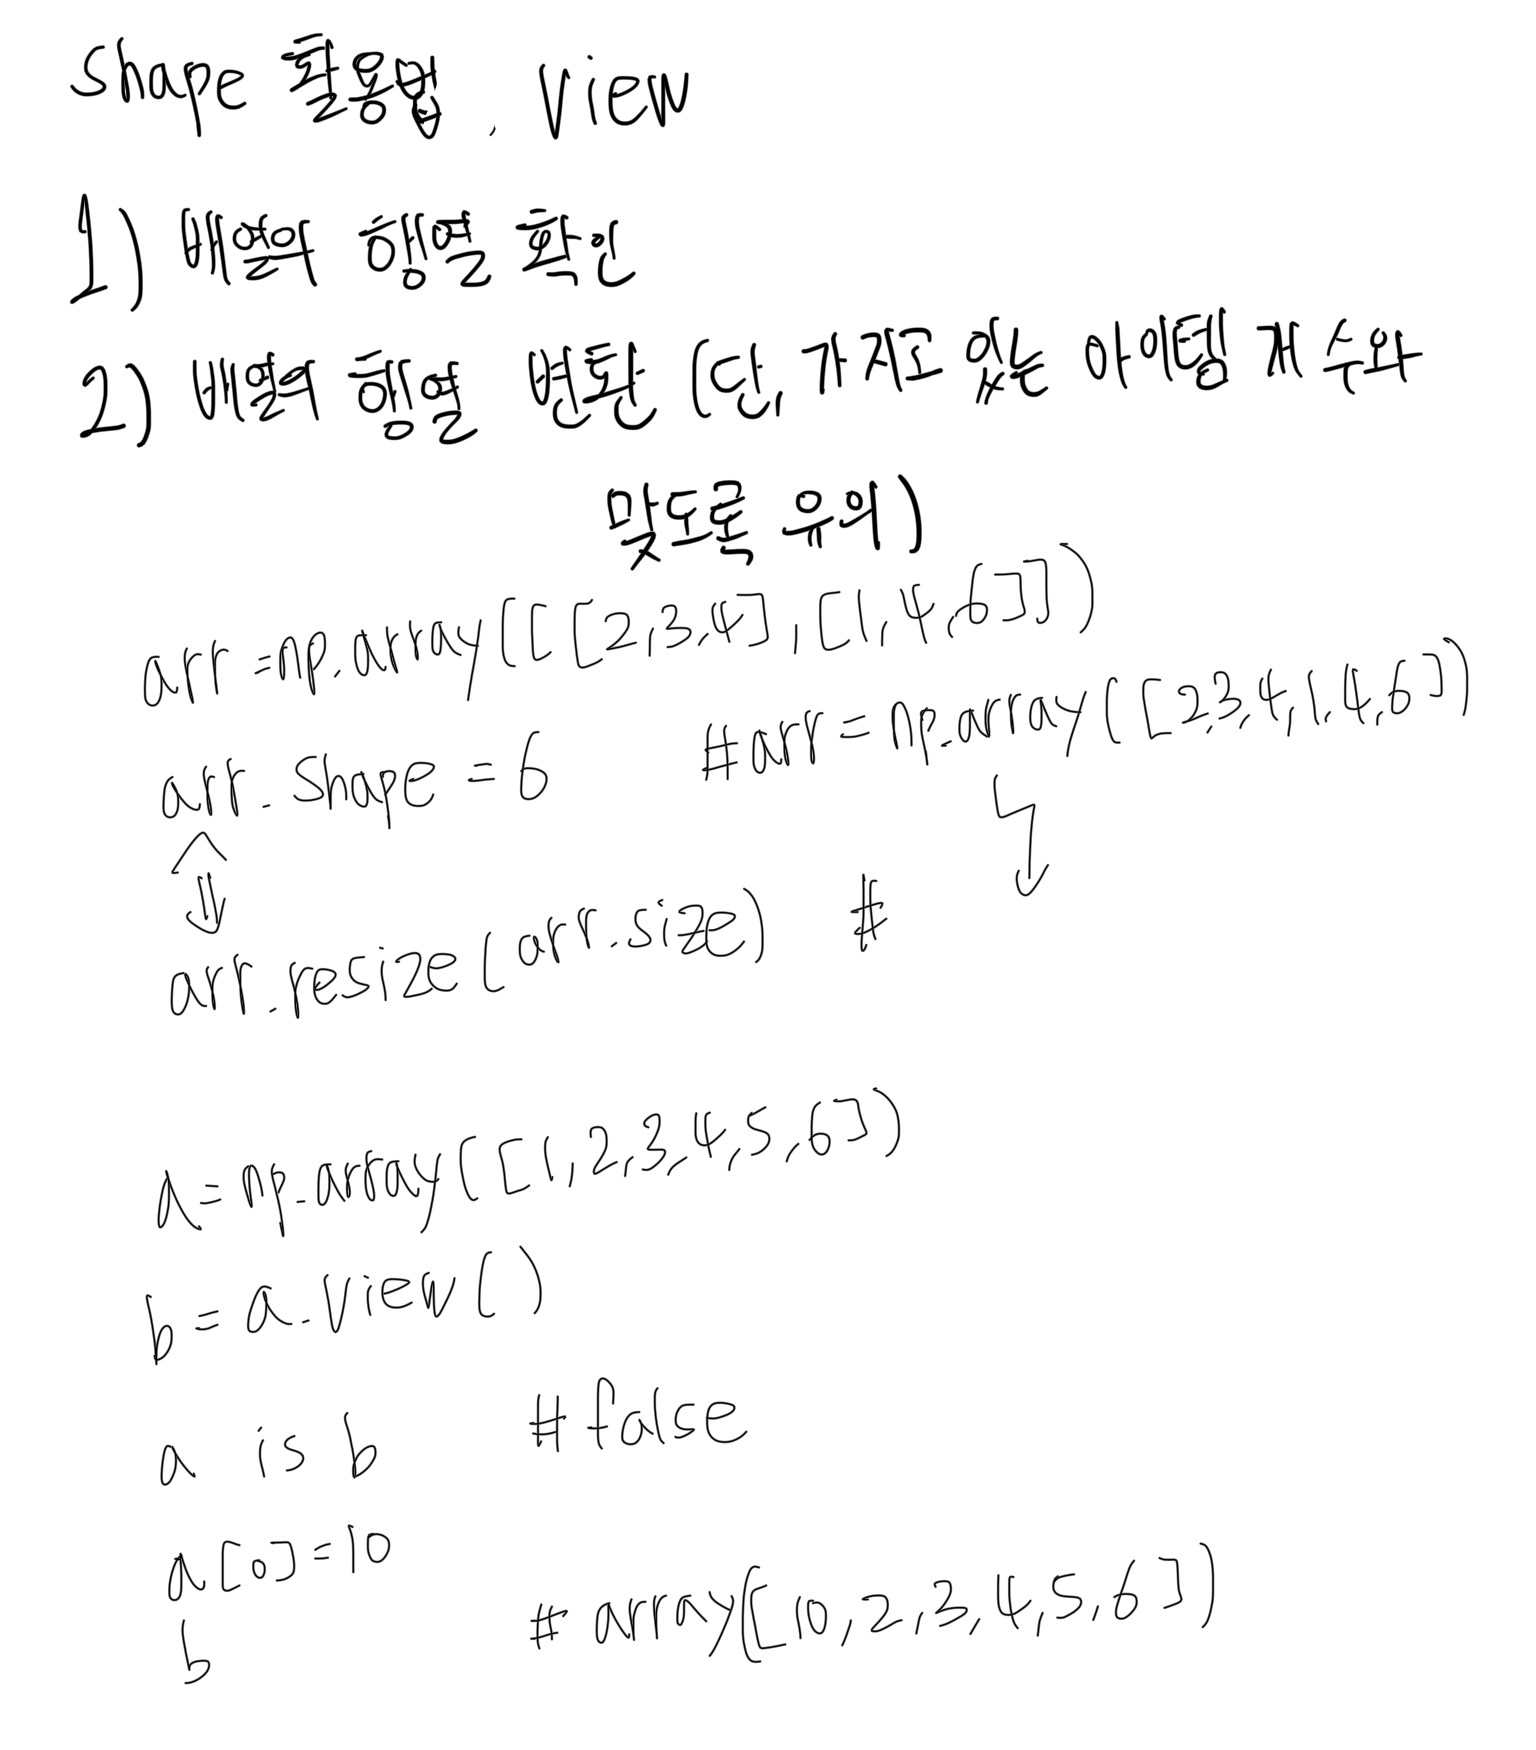 shape 활용법, view
1) 배열의 행열 확인
2) 배열의 행열 변환 (단, 가지고 있는 아이템 개수와
맞도록 유의)
arr=np.array([[2,3,4],[1,4,6]])
arr.shape=6 #arr=np.array([2,3,4,1,4,6])
arr.resize(arr.size) #
a=np.array([1,2,3,4,5,6])
b=a.view()
a is b #false
a[0]=10
b #array([10,2,3,4,5,6])